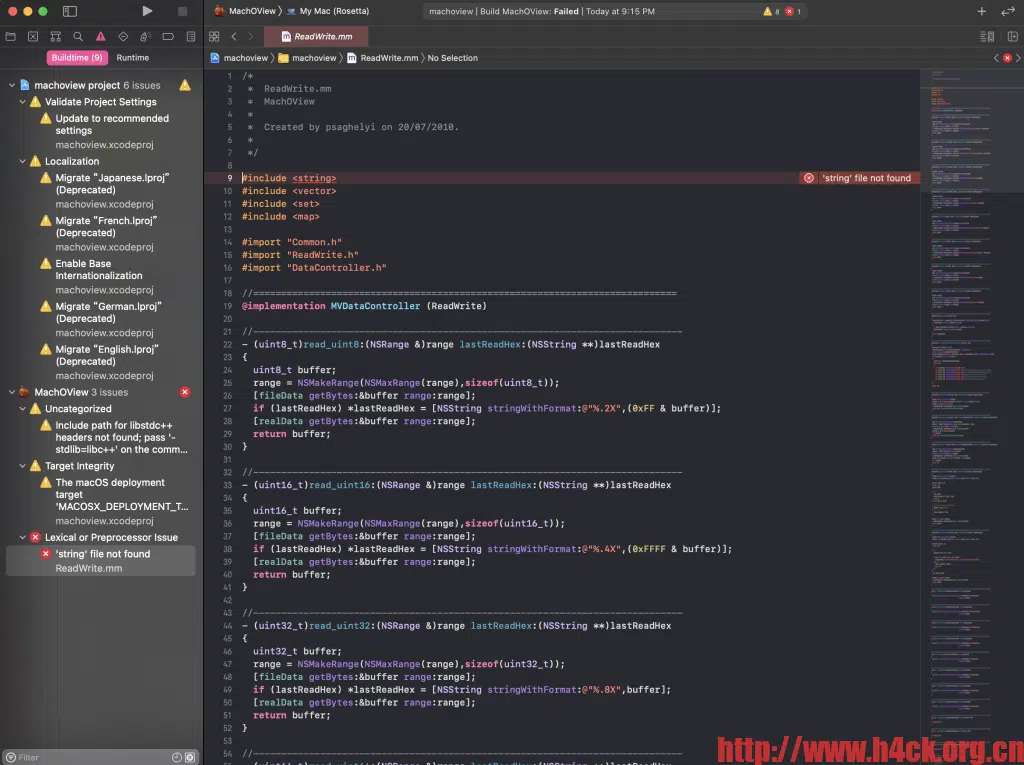 MachOView 〉 My Mac (Rosetta)
machoview | Build MachOView: Failed | Today at 9:15 PM
8
1
ReadWrite.mm
Buildtime (9)
Runtime
machoview 〉 machoview 〉 ReadWrite.mm 〉 No Selection
machoview project 6 issues
Validate Project Settings
Update to recommended
settings
machoview.xcodeproj
Localization
Migrate "Japanese.lproj"
(Deprecated)
machoview.xcodeproj
Migrate "French.lproj"
(Deprecated)
machoview.xcodeproj
Enable Base
Internationalization
machoview.xcodeproj
Migrate "German.lproj"
(Deprecated)
machoview.xcodeproj
Migrate "English.lproj"
(Deprecated)
machoview.xcodeproj
MachOView 3 issues
Uncategorized
Include path for libstdc++
headers not found; pass '-
stdlib=libc++' on the comm...
Target Integrity
The macOS deployment
target
'MACOSX_DEPLOYMENT_T...
machoview.xcodeproj
Lexical or Preprocessor Issue
'string' file not found
ReadWrite.mm
Filter
1 /*
2  *  ReadWrite.mm
3  *  MachOView
4  *
5  *  Created by psaghelyi on 20/07/2010.
6  *
7  */
8
9 #include <string>
'string' file not found
10 #include <vector>
11 #include <set>
12 #include <map>
13
14 #import "Common.h"
15 #import "ReadWrite.h"
16 #import "DataController.h"
17
18 //============================================================================
19 @implementation MVDataController (ReadWrite)
20
21 //-----------------------------------------------------------------------------
22 - (uint8_t)read_uint8:(NSRange &)range lastReadHex:(NSString **)lastReadHex
23 {
24   uint8_t buffer;
25   range = NSMakeRange(NSMaxRange(range),sizeof(uint8_t));
26   [fileData getBytes:&buffer range:range];
27   if (lastReadHex) *lastReadHex = [NSString stringWithFormat:@"%.2X",(0xFF & buffer)];
28   [realData getBytes:&buffer range:range];
29   return buffer;
30 }
31
32 //-----------------------------------------------------------------------------
33 - (uint16_t)read_uint16:(NSRange &)range lastReadHex:(NSString **)lastReadHex
34 {
35   uint16_t buffer;
36   range = NSMakeRange(NSMaxRange(range),sizeof(uint16_t));
37   [fileData getBytes:&buffer range:range];
38   if (lastReadHex) *lastReadHex = [NSString stringWithFormat:@"%.4X",(0xFFFF & buffer)];
39   [realData getBytes:&buffer range:range];
40   return buffer;
41 }
42
43 //-----------------------------------------------------------------------------
44 - (uint32_t)read_uint32:(NSRange &)range lastReadHex:(NSString **)lastReadHex
45 {
46   uint32_t buffer;
47   range = NSMakeRange(NSMaxRange(range),sizeof(uint32_t));
48   [fileData getBytes:&buffer range:range];
49   if (lastReadHex) *lastReadHex = [NSString stringWithFormat:@"%.8X",buffer];
50   [realData getBytes:&buffer range:range];
51   return buffer;
52 }
53
54 //-----------------------------------------------------------------------------
http://www.h4ck.org.cn